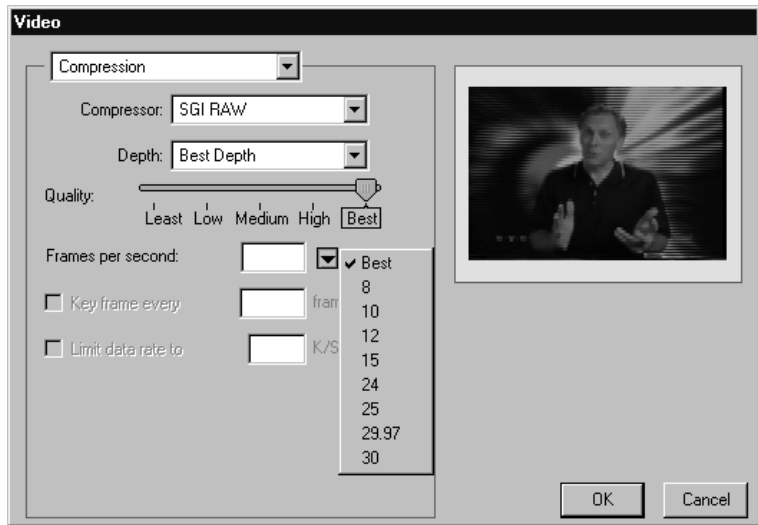 Video
Compression
Compressor: SGI RAW
Depth: Best Depth
Quality:
Least Low Medium High Best
Frames per second:
Best
8
10
12
15
24
25
29.97
30
Key frame every fram
Limit data rate to K/S
OK Cancel